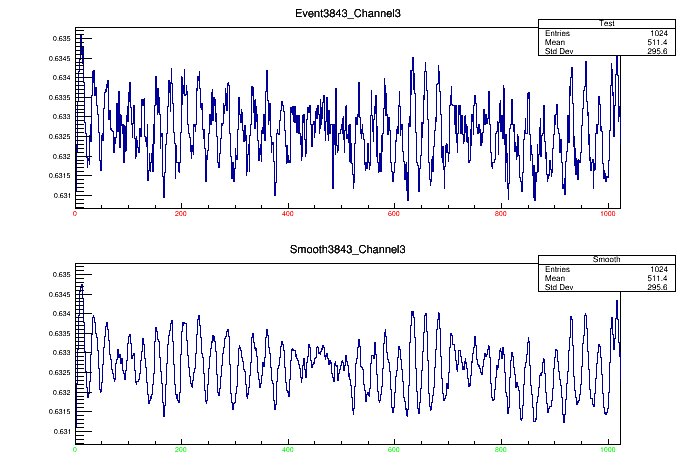 Event3843_Channel3
Test
Entries 1024
Mean 511.4
Std Dev 295.6
0.635
0.6345
0.634
0.6335
0.633
0.6325
0.632
0.6315
0.631
0 200 400 600 800 1000
Smooth3843_Channel3
Smooth
Entries 1024
Mean 511.4
Std Dev 295.6
0.635
0.6345
0.634
0.6335
0.633
0.6325
0.632
0.6315
0.631
0 200 400 600 800 1000